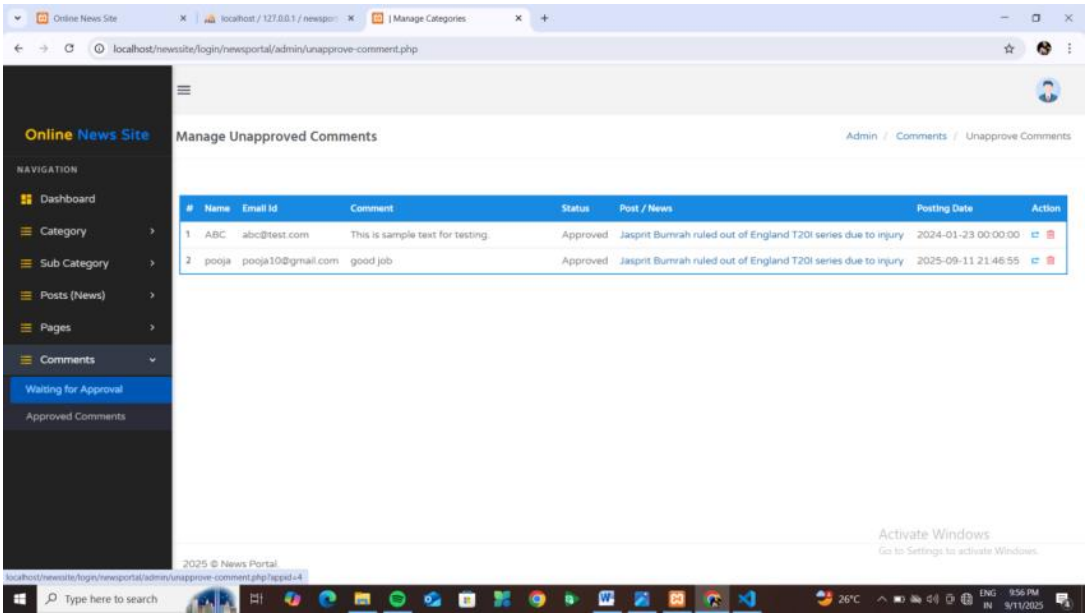 Online News Site
localhost / 127.0.0.1 / newsport
| Manage Categories
localhost/newssite/login/newsportal/admin/unapprove-comment.php
Online News Site
Manage Unapproved Comments
Admin / Comments / Unapprove Comments
NAVIGATION
Dashboard
Category
Sub Category
Posts (News)
Pages
Comments
Waiting for Approval
Approved Comments
# Name Email Id Comment Status Post / News Posting Date Action
1 ABC abc@test.com This is sample text for testing. Approved Jasprit Bumrah ruled out of England T20I series due to injury 2024-01-23 00:00:00
2 pooja pooja10@gmail.com good job Approved Jasprit Bumrah ruled out of England T20I series due to injury 2025-09-11 21:46:55
Activate Windows
Go to Settings to activate Windows.
2025 © News Portal
localhost/newssite/login/newsportal/admin/unapprove-comment.php?appid=4
Type here to search
26°C
ENG
IN
9:56 PM